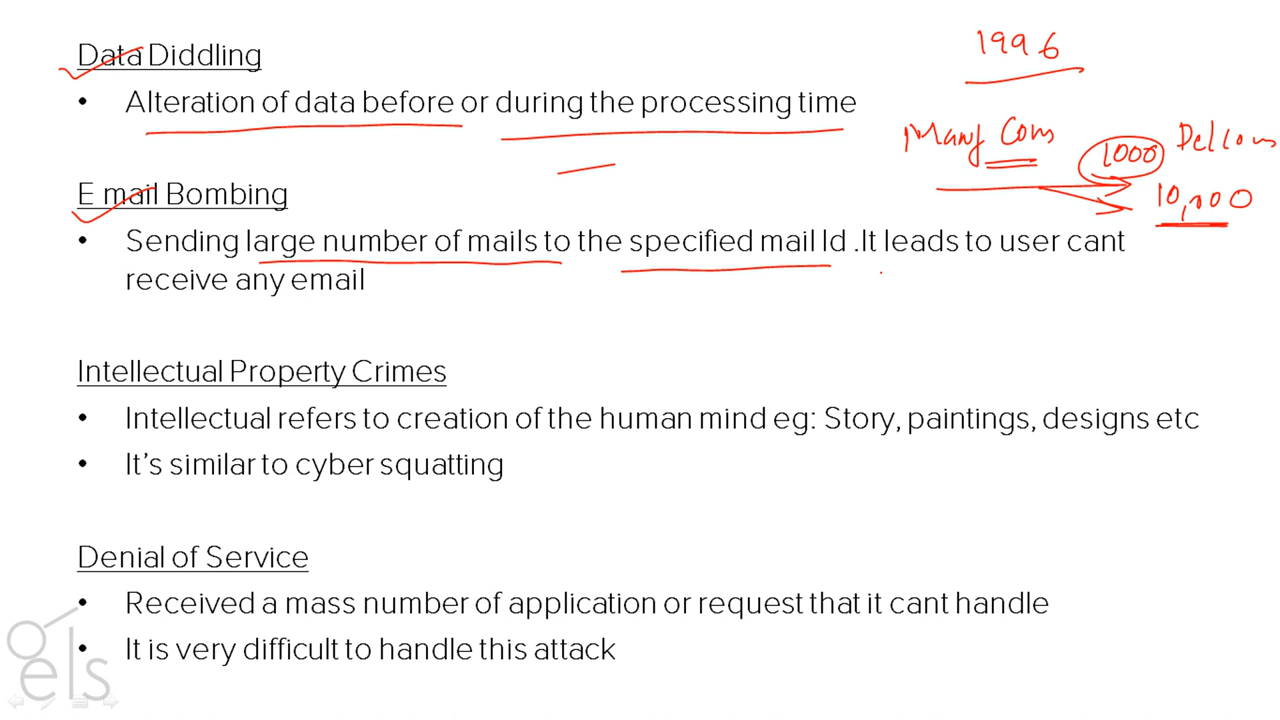 Data Diddling
1996
• Alteration of data before or during the processing time
Many Com
1000
10,000
E mail Bombing
• Sending large number of mails to the specified mail Id .It leads to user cant
receive any email
Intellectual Property Crimes
• Intellectual refers to creation of the human mind eg: Story, paintings, designs etc
• It's similar to cyber squatting
Denial of Service
• Received a mass number of application or request that it cant handle
• It is very difficult to handle this attack
els